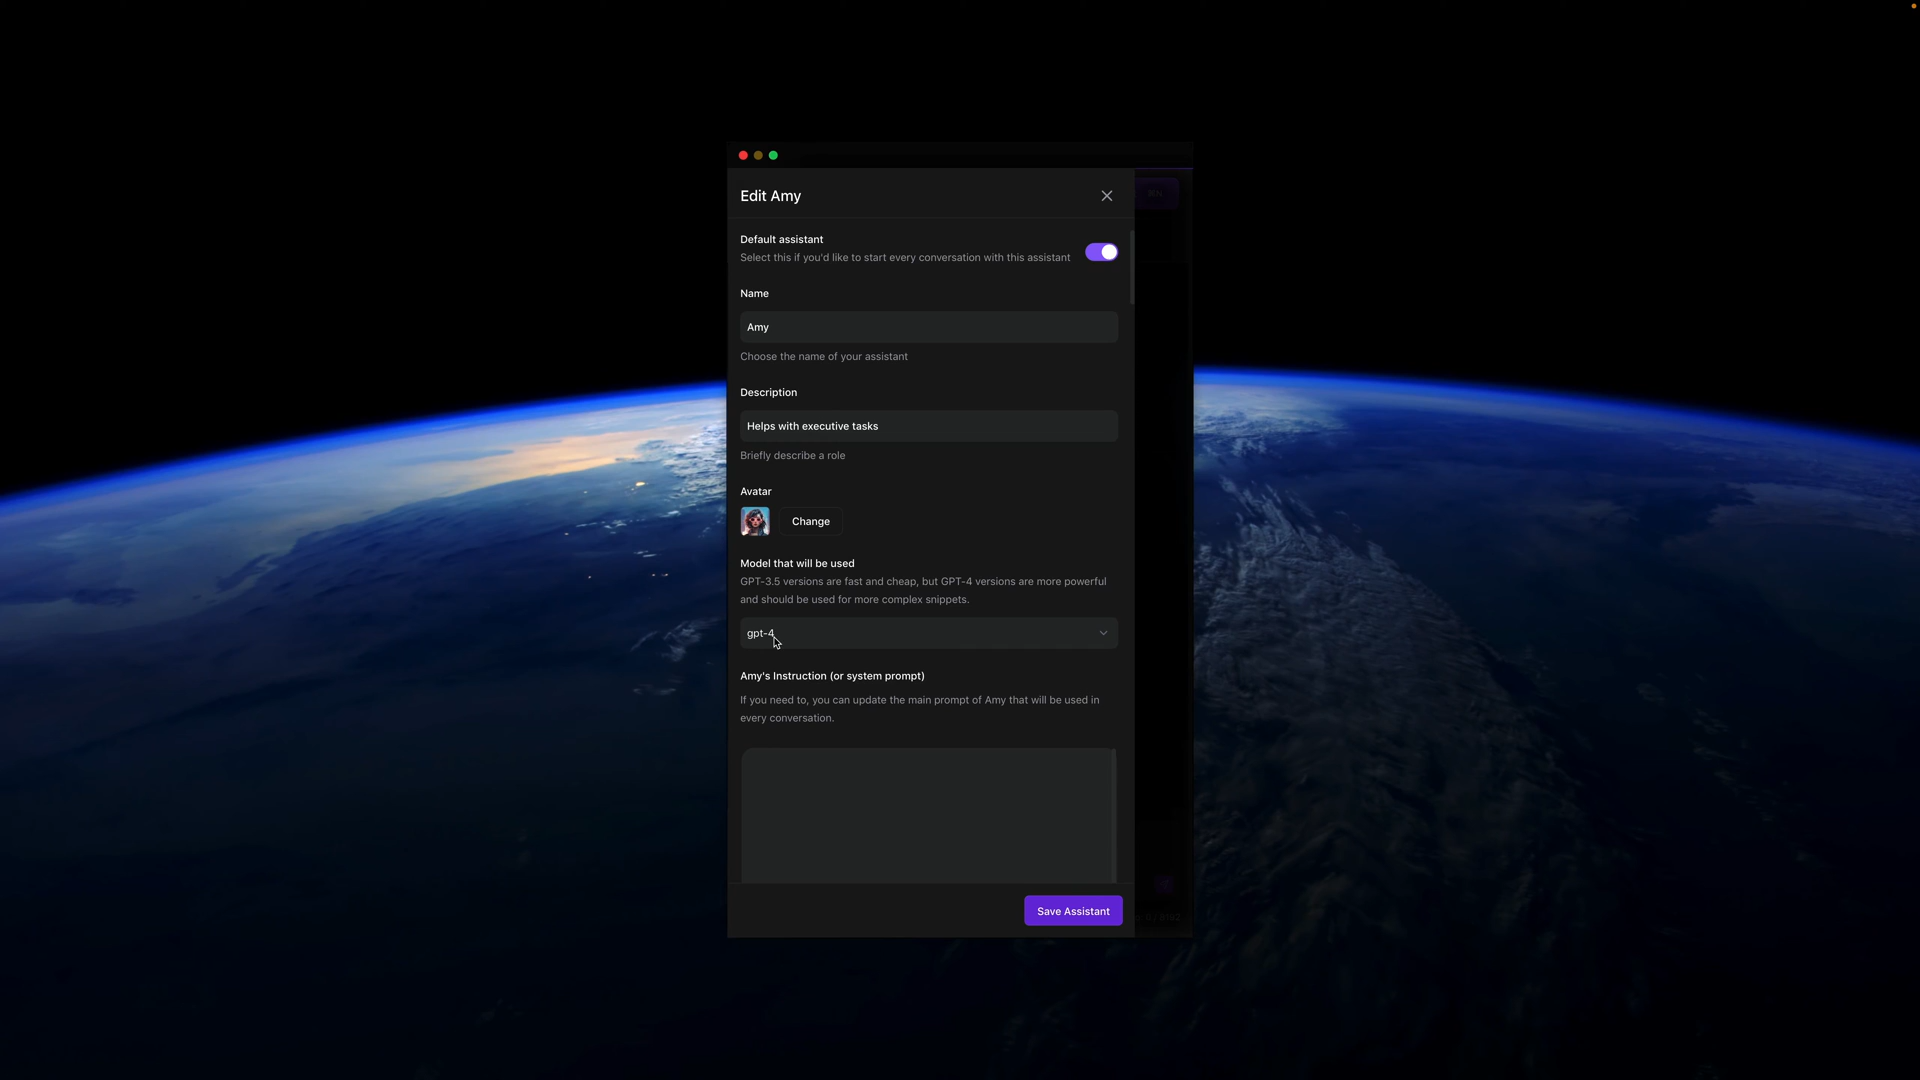 Edit Amy
Default assistant
Select this if you'd like to start every conversation with this assistant
Name
Amy
Choose the name of your assistant
Description
Helps with executive tasks
Briefly describe a role
Avatar
Change
Model that will be used
GPT-3.5 versions are fast and cheap, but GPT-4 versions are more powerful
and should be used for more complex snippets.
gpt-4
Amy's Instruction (or system prompt)
If you need to, you can update the main prompt of Amy that will be used in
every conversation.
Save Assistant